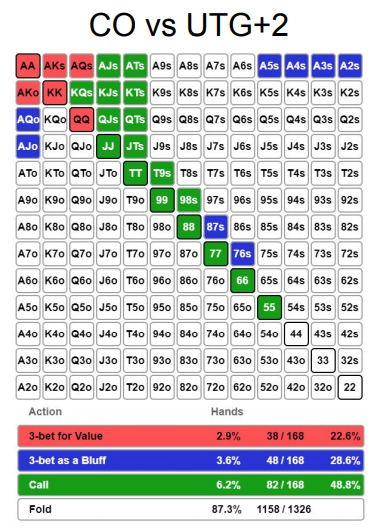 CO vs UTG+2
AA AKs AQs AJs ATs A9s A8s A7s A6s A5s A4s A3s A2s
AKo KK KQs KJs KTs K9s K8s K7s K6s K5s K4s K3s K2s
AQo KQo QQ QJs QTs Q9s Q8s Q7s Q6s Q5s Q4s Q3s Q2s
AJo KJo QJo JJ JTs J9s J8s J7s J6s J5s J4s J3s J2s
ATo KTo QTo JTo TT T9s T8s T7s T6s T5s T4s T3s T2s
A9o K9o Q9o J9o T9o 99 98s 97s 96s 95s 94s 93s 92s
A8o K8o Q8o J8o T8o 98o 88 87s 86s 85s 84s 83s 82s
A7o K7o Q7o J7o T7o 97o 87o 77 76s 75s 74s 73s 72s
A6o K6o Q6o J6o T6o 96o 86o 76o 66 65s 64s 63s 62s
A5o K5o Q5o J5o T5o 95o 85o 75o 65o 55 54s 53s 52s
A4o K4o Q4o J4o T4o 94o 84o 74o 64o 54o 44 43s 42s
A3o K3o Q3o J3o T3o 93o 83o 73o 63o 53o 43o 33 32s
A2o K2o Q2o J2o T2o 92o 82o 72o 62o 52o 42o 32o 22
Action Hands
3-bet for Value 2.9% 38 / 168 22.6%
3-bet as a Bluff 3.6% 48 / 168 28.6%
Call 6.2% 82 / 168 48.8%
Fold 87.3% 1158 / 1326